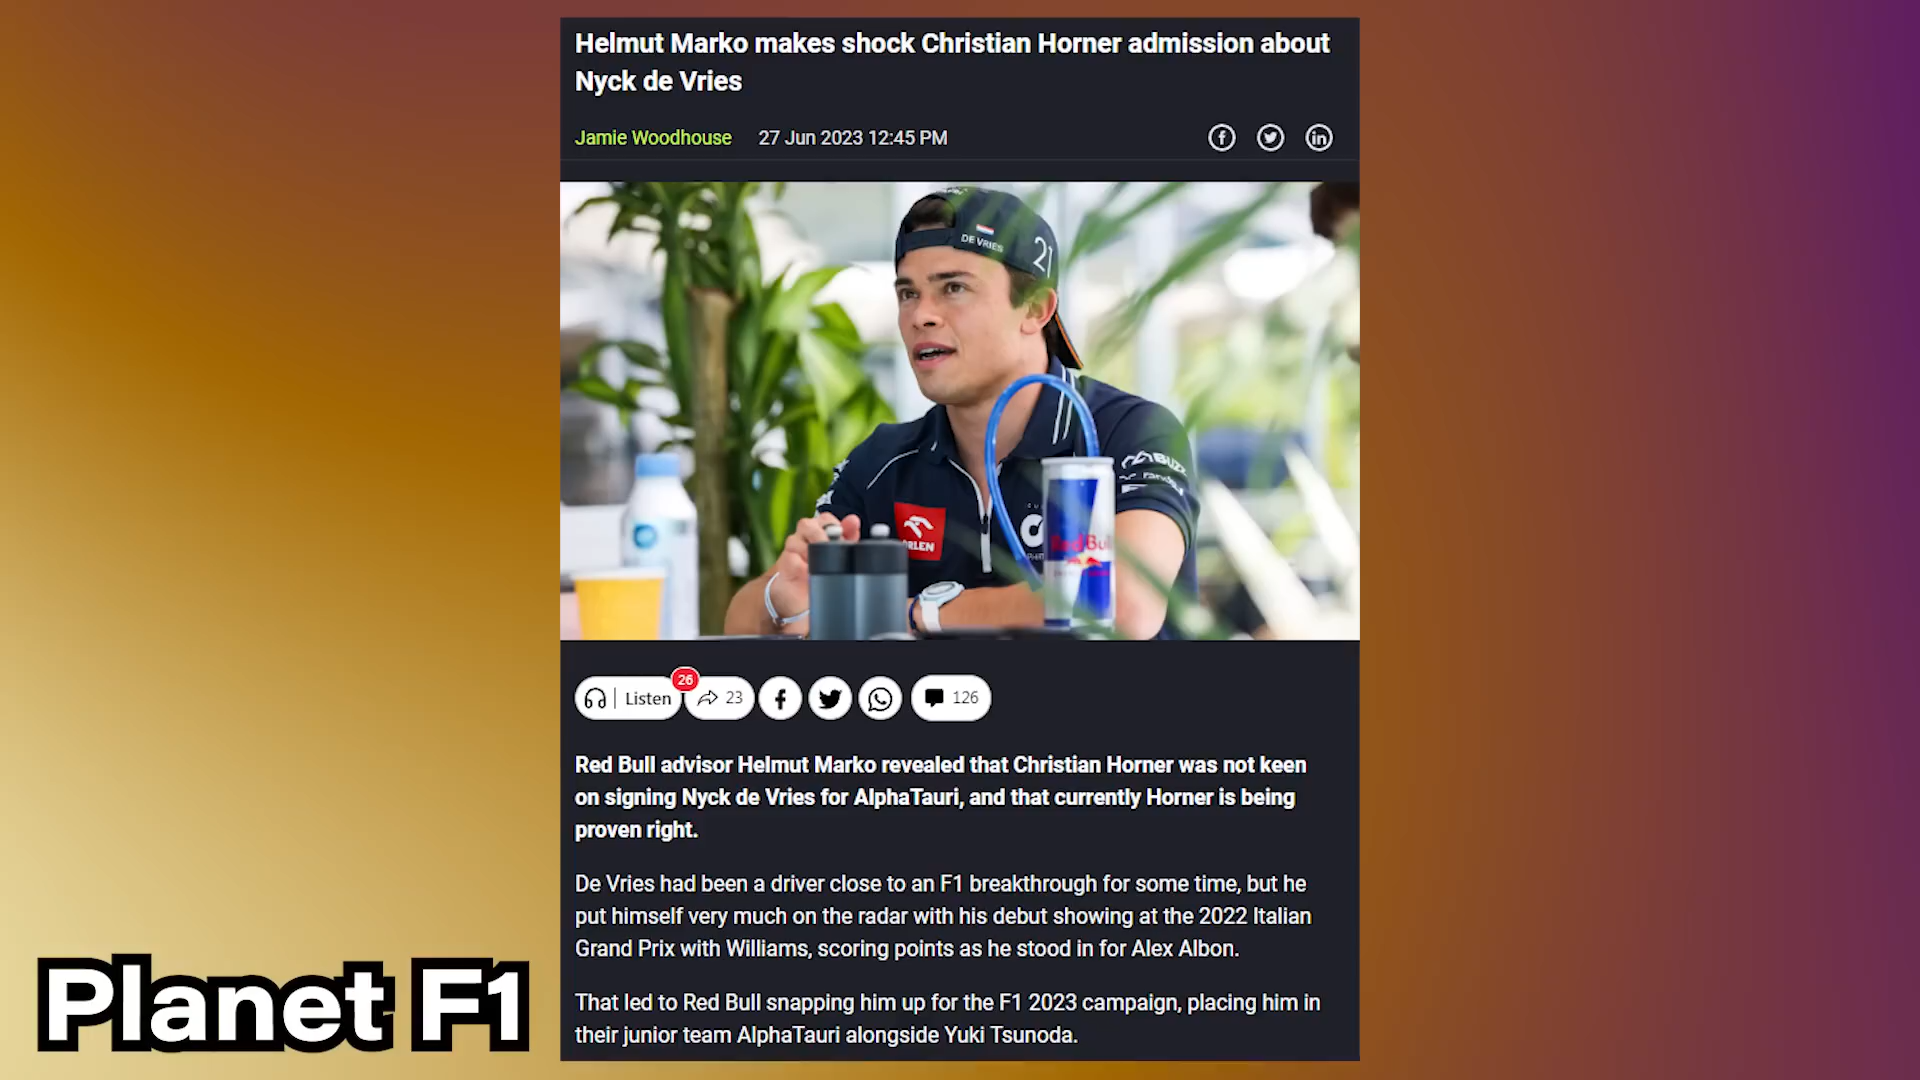 Helmut Marko makes shock Christian Horner admission about
Nyck de Vries
Jamie Woodhouse 27 Jun 2023 12:45 PM
DE VRIES
21
BUZZ
ORLEN
Red Bull
Listen
26
23
126
Red Bull advisor Helmut Marko revealed that Christian Horner was not keen
on signing Nyck de Vries for AlphaTauri, and that currently Horner is being
proven right.
De Vries had been a driver close to an F1 breakthrough for some time, but he
put himself very much on the radar with his debut showing at the 2022 Italian
Grand Prix with Williams, scoring points as he stood in for Alex Albon.
That led to Red Bull snapping him up for the F1 2023 campaign, placing him in
their junior team AlphaTauri alongside Yuki Tsunoda.
Planet F1